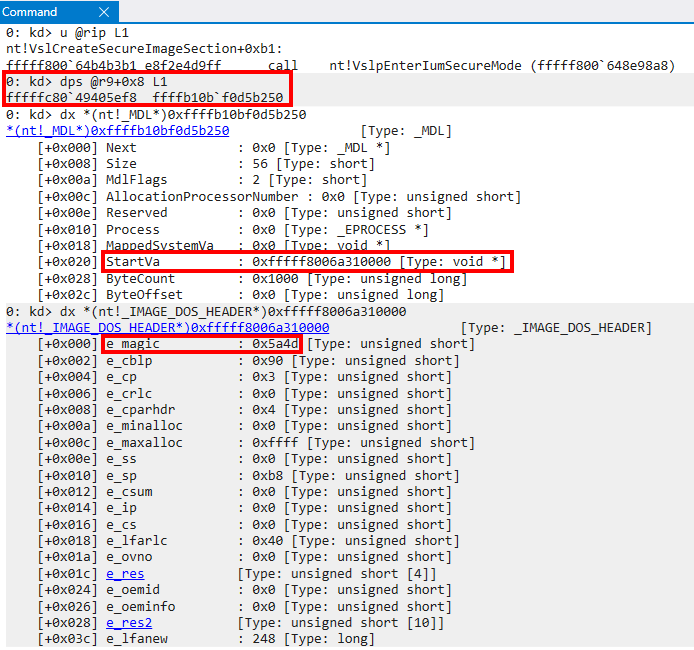 Command
0: kd> u @rip L1
nt!VslCreateSecureImageSection+0xb1:
fffff800`64b4b3b1 e8f2e4d9ff      call    nt!VslpEnterIumSecureMode (fffff800`648e98a8)
0: kd> dps @r9+0x8 L1
fffffc80`49405ef8  ffffb10b`f0d5b250
0: kd> dx *(nt!_MDL*)0xffffb10bf0d5b250
*(nt!_MDL*)0xffffb10bf0d5b250                 [Type: _MDL]
    [+0x000] Next             : 0x0 [Type: _MDL *]
    [+0x008] Size             : 56 [Type: short]
    [+0x00a] MdlFlags         : 2 [Type: short]
    [+0x00c] AllocationProcessorNumber : 0x0 [Type: unsigned short]
    [+0x00e] Reserved         : 0x0 [Type: unsigned short]
    [+0x010] Process          : 0x0 [Type: _EPROCESS *]
    [+0x018] MappedSystemVa   : 0x0 [Type: void *]
    [+0x020] StartVa          : 0xfffff8006a310000 [Type: void *]
    [+0x028] ByteCount        : 0x1000 [Type: unsigned long]
    [+0x02c] ByteOffset       : 0x0 [Type: unsigned long]
0: kd> dx *(nt!_IMAGE_DOS_HEADER*)0xfffff8006a310000
*(nt!_IMAGE_DOS_HEADER*)0xfffff8006a310000                 [Type: _IMAGE_DOS_HEADER]
    [+0x000] e_magic          : 0x5a4d [Type: unsigned short]
    [+0x002] e_cblp           : 0x90 [Type: unsigned short]
    [+0x004] e_cp             : 0x3 [Type: unsigned short]
    [+0x006] e_crlc           : 0x0 [Type: unsigned short]
    [+0x008] e_cparhdr        : 0x4 [Type: unsigned short]
    [+0x00a] e_minalloc       : 0x0 [Type: unsigned short]
    [+0x00c] e_maxalloc       : 0xffff [Type: unsigned short]
    [+0x00e] e_ss             : 0x0 [Type: unsigned short]
    [+0x010] e_sp             : 0xb8 [Type: unsigned short]
    [+0x012] e_csum           : 0x0 [Type: unsigned short]
    [+0x014] e_ip             : 0x0 [Type: unsigned short]
    [+0x016] e_cs             : 0x0 [Type: unsigned short]
    [+0x018] e_lfarlc         : 0x40 [Type: unsigned short]
    [+0x01a] e_ovno           : 0x0 [Type: unsigned short]
    [+0x01c] e_res            [Type: unsigned short [4]]
    [+0x024] e_oemid          : 0x0 [Type: unsigned short]
    [+0x026] e_oeminfo        : 0x0 [Type: unsigned short]
    [+0x028] e_res2           [Type: unsigned short [10]]
    [+0x03c] e_lfanew         : 248 [Type: long]